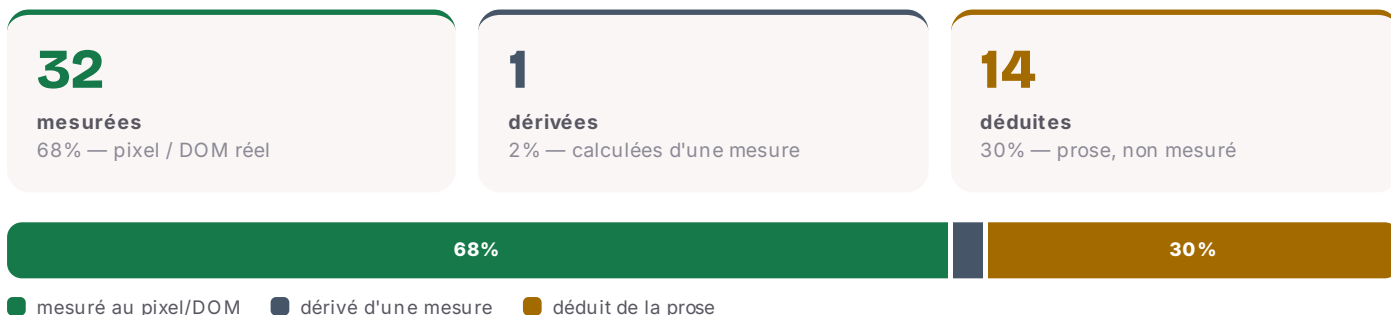 32
mesurées
68% — pixel / DOM réel
1
dérivées
2% — calculées d'une mesure
14
déduites
30% — prose, non mesuré
68%
30%
mesuré au pixel/DOM
dérivé d'une mesure
déduit de la prose